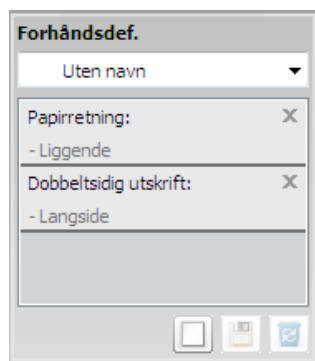 Forhåndsdef.
Uten navn
Papirretning:
- Liggende
Dobbeltsidig utskrift:
- Langside